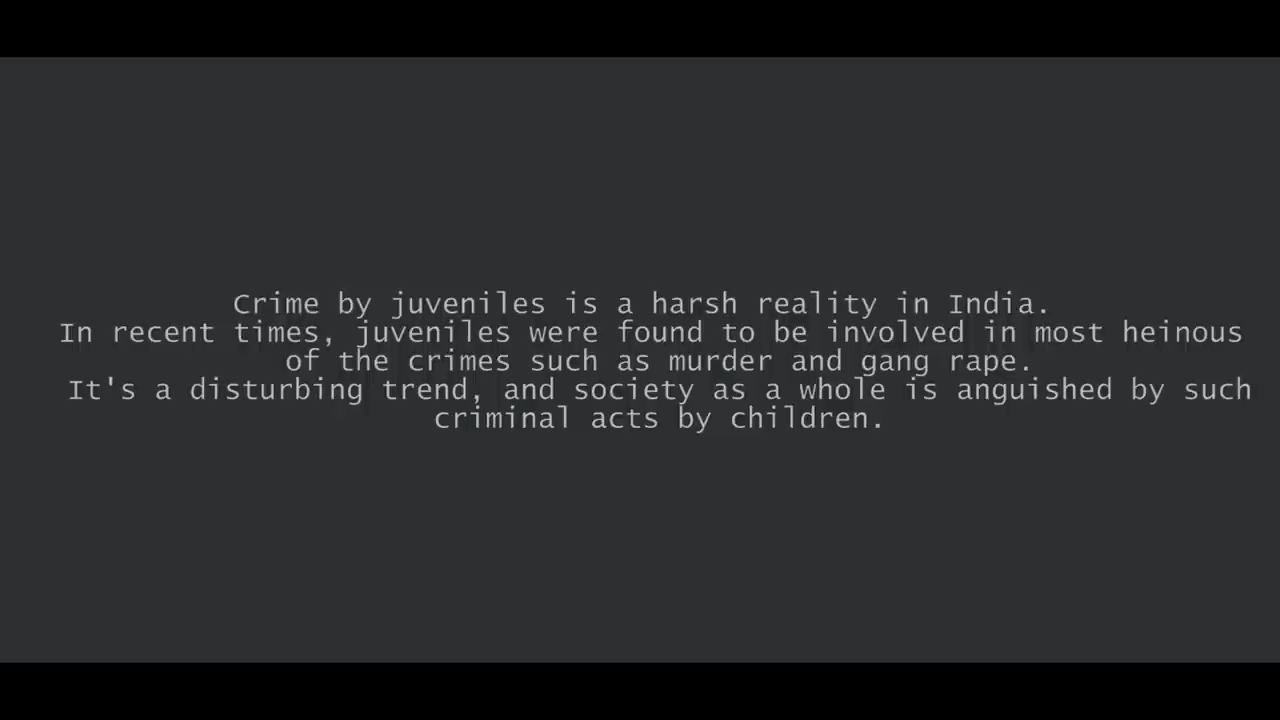 Crime by juveniles is a harsh reality in India.
In recent times, juveniles were found to be involved in most heinous
of the crimes such as murder and gang rape.
It's a disturbing trend, and society as a whole is anguished by such
criminal acts by children.